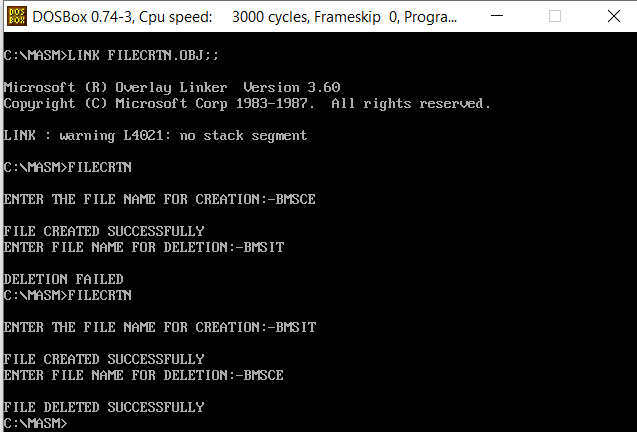 DOS
BOX
DOSBox 0.74-3, Cpu speed: 3000 cycles, Frameskip 0, Progra...
C:\MASM>LINK FILECRTN.OBJ;;
Microsoft (R) Overlay Linker Version 3.60
Copyright (C) Microsoft Corp 1983-1987. All rights reserved.
LINK : warning L4021: no stack segment
C:\MASM>FILECRTN
ENTER THE FILE NAME FOR CREATION:-BMSCE
FILE CREATED SUCCESSFULLY
ENTER FILE NAME FOR DELETION:-BMSIT
DELETION FAILED
C:\MASM>FILECRTN
ENTER THE FILE NAME FOR CREATION:-BMSIT
FILE CREATED SUCCESSFULLY
ENTER FILE NAME FOR DELETION:-BMSCE
FILE DELETED SUCCESSFULLY
C:\MASM>